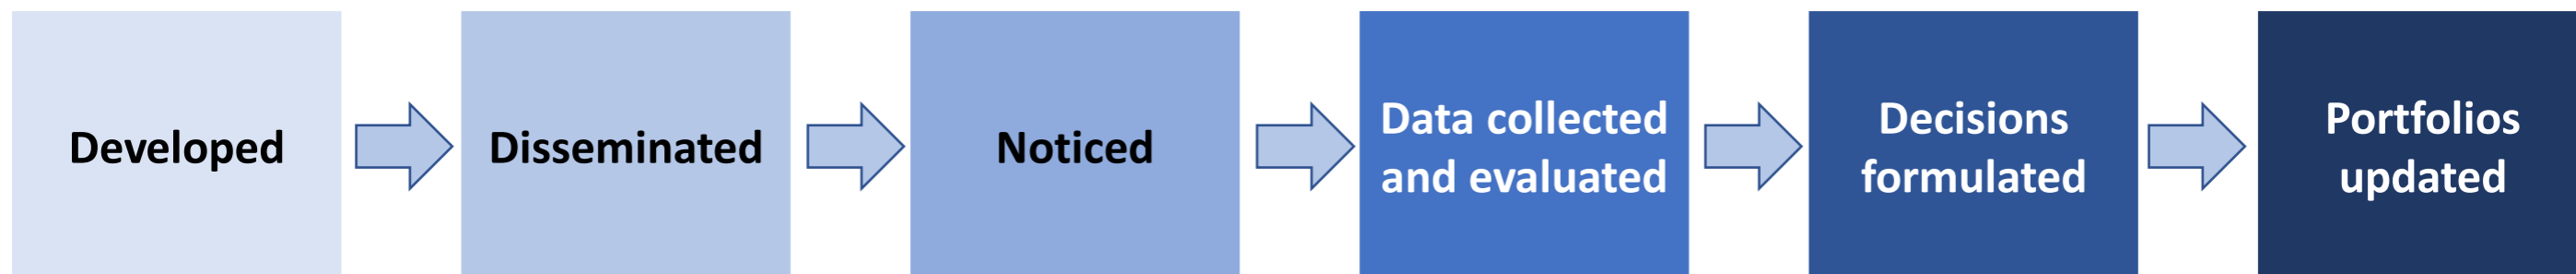 Developed
Disseminated
Noticed
Data collected
and evaluated
Decisions
formulated
Portfolios
updated